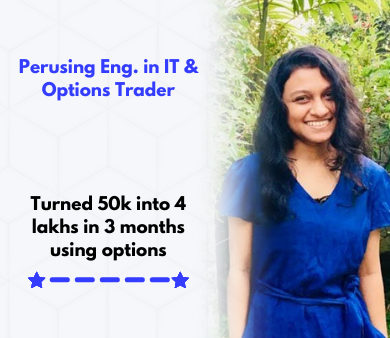 Perusing Eng. in IT &
Options Trader
Turned 50k into 4
lakhs in 3 months
using options